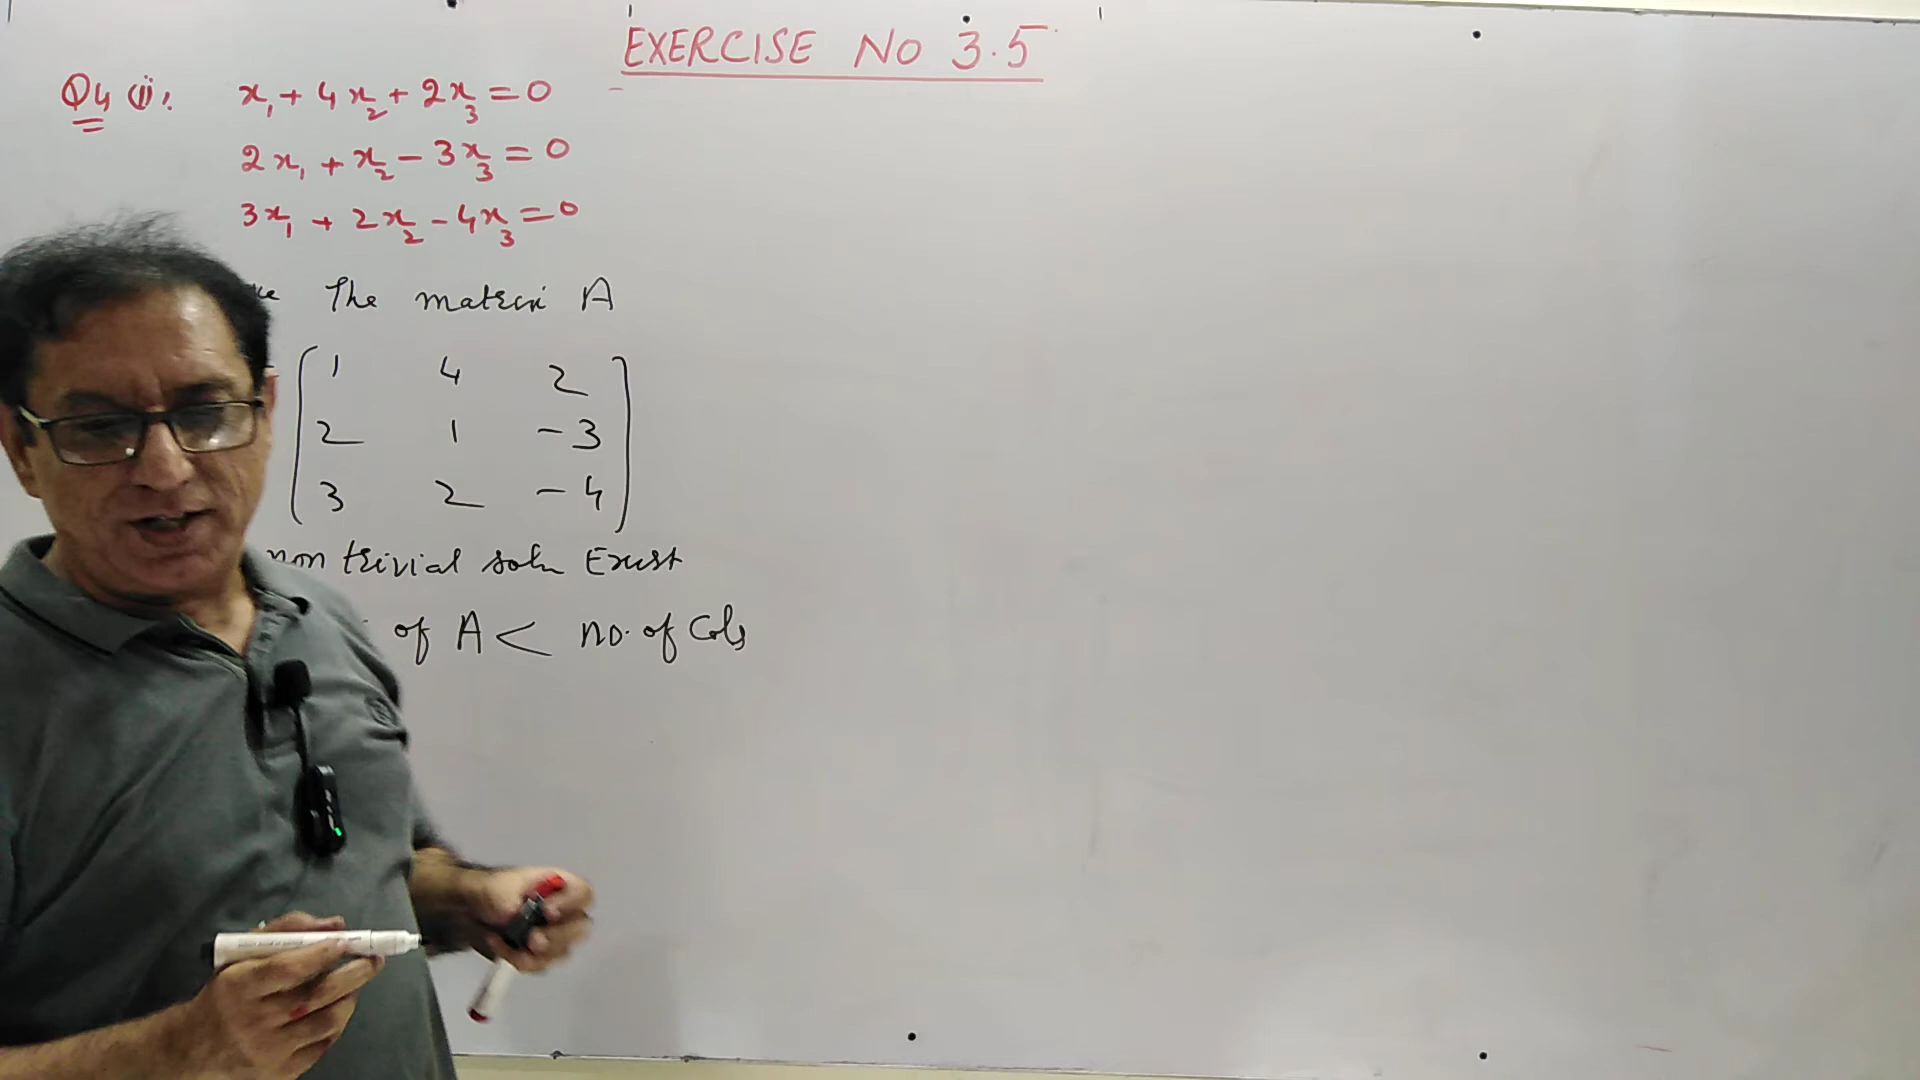 EXERCISE NO 3.5
Q4 (ii). x₁ + 4x₂ + 2x₃ = 0
2x₁ + x₂ - 3x₃ = 0
3x₁ + 2x₂ - 4x₃ = 0
The matrix A
1 4 2
2 1 -3
3 2 -4
non trivial soln Exist
of A < no. of Cols